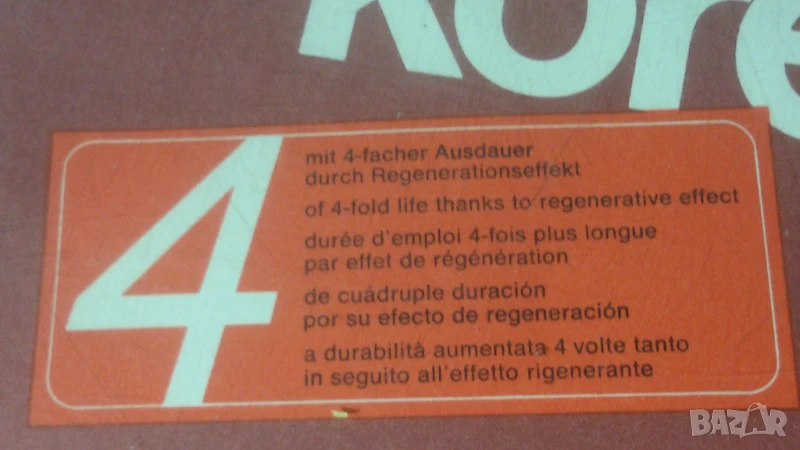 4
mit 4-facher Ausdauer
durch Regenerationseffekt
of 4-fold life thanks to regenerative effect
durée d'emploi 4-fois plus longue
par effet de régénération
de cuádruple duración
por su efecto de regeneración
a durabilità aumentata 4 volte tanto
in seguito all'effetto rigenerante
BAZAR